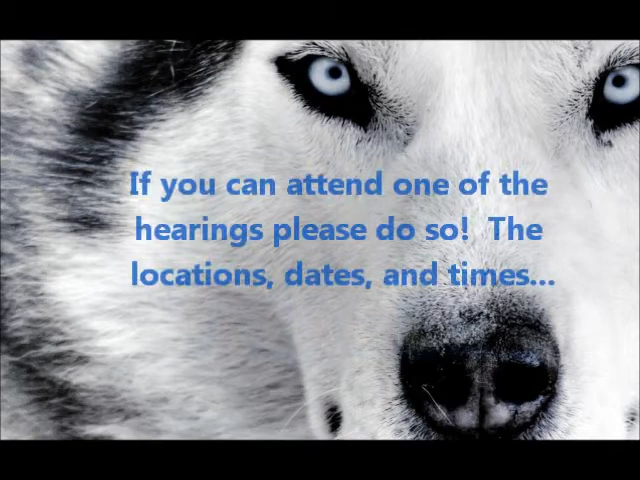 If you can attend one of the
hearings please do so!  The
locations, dates, and times...